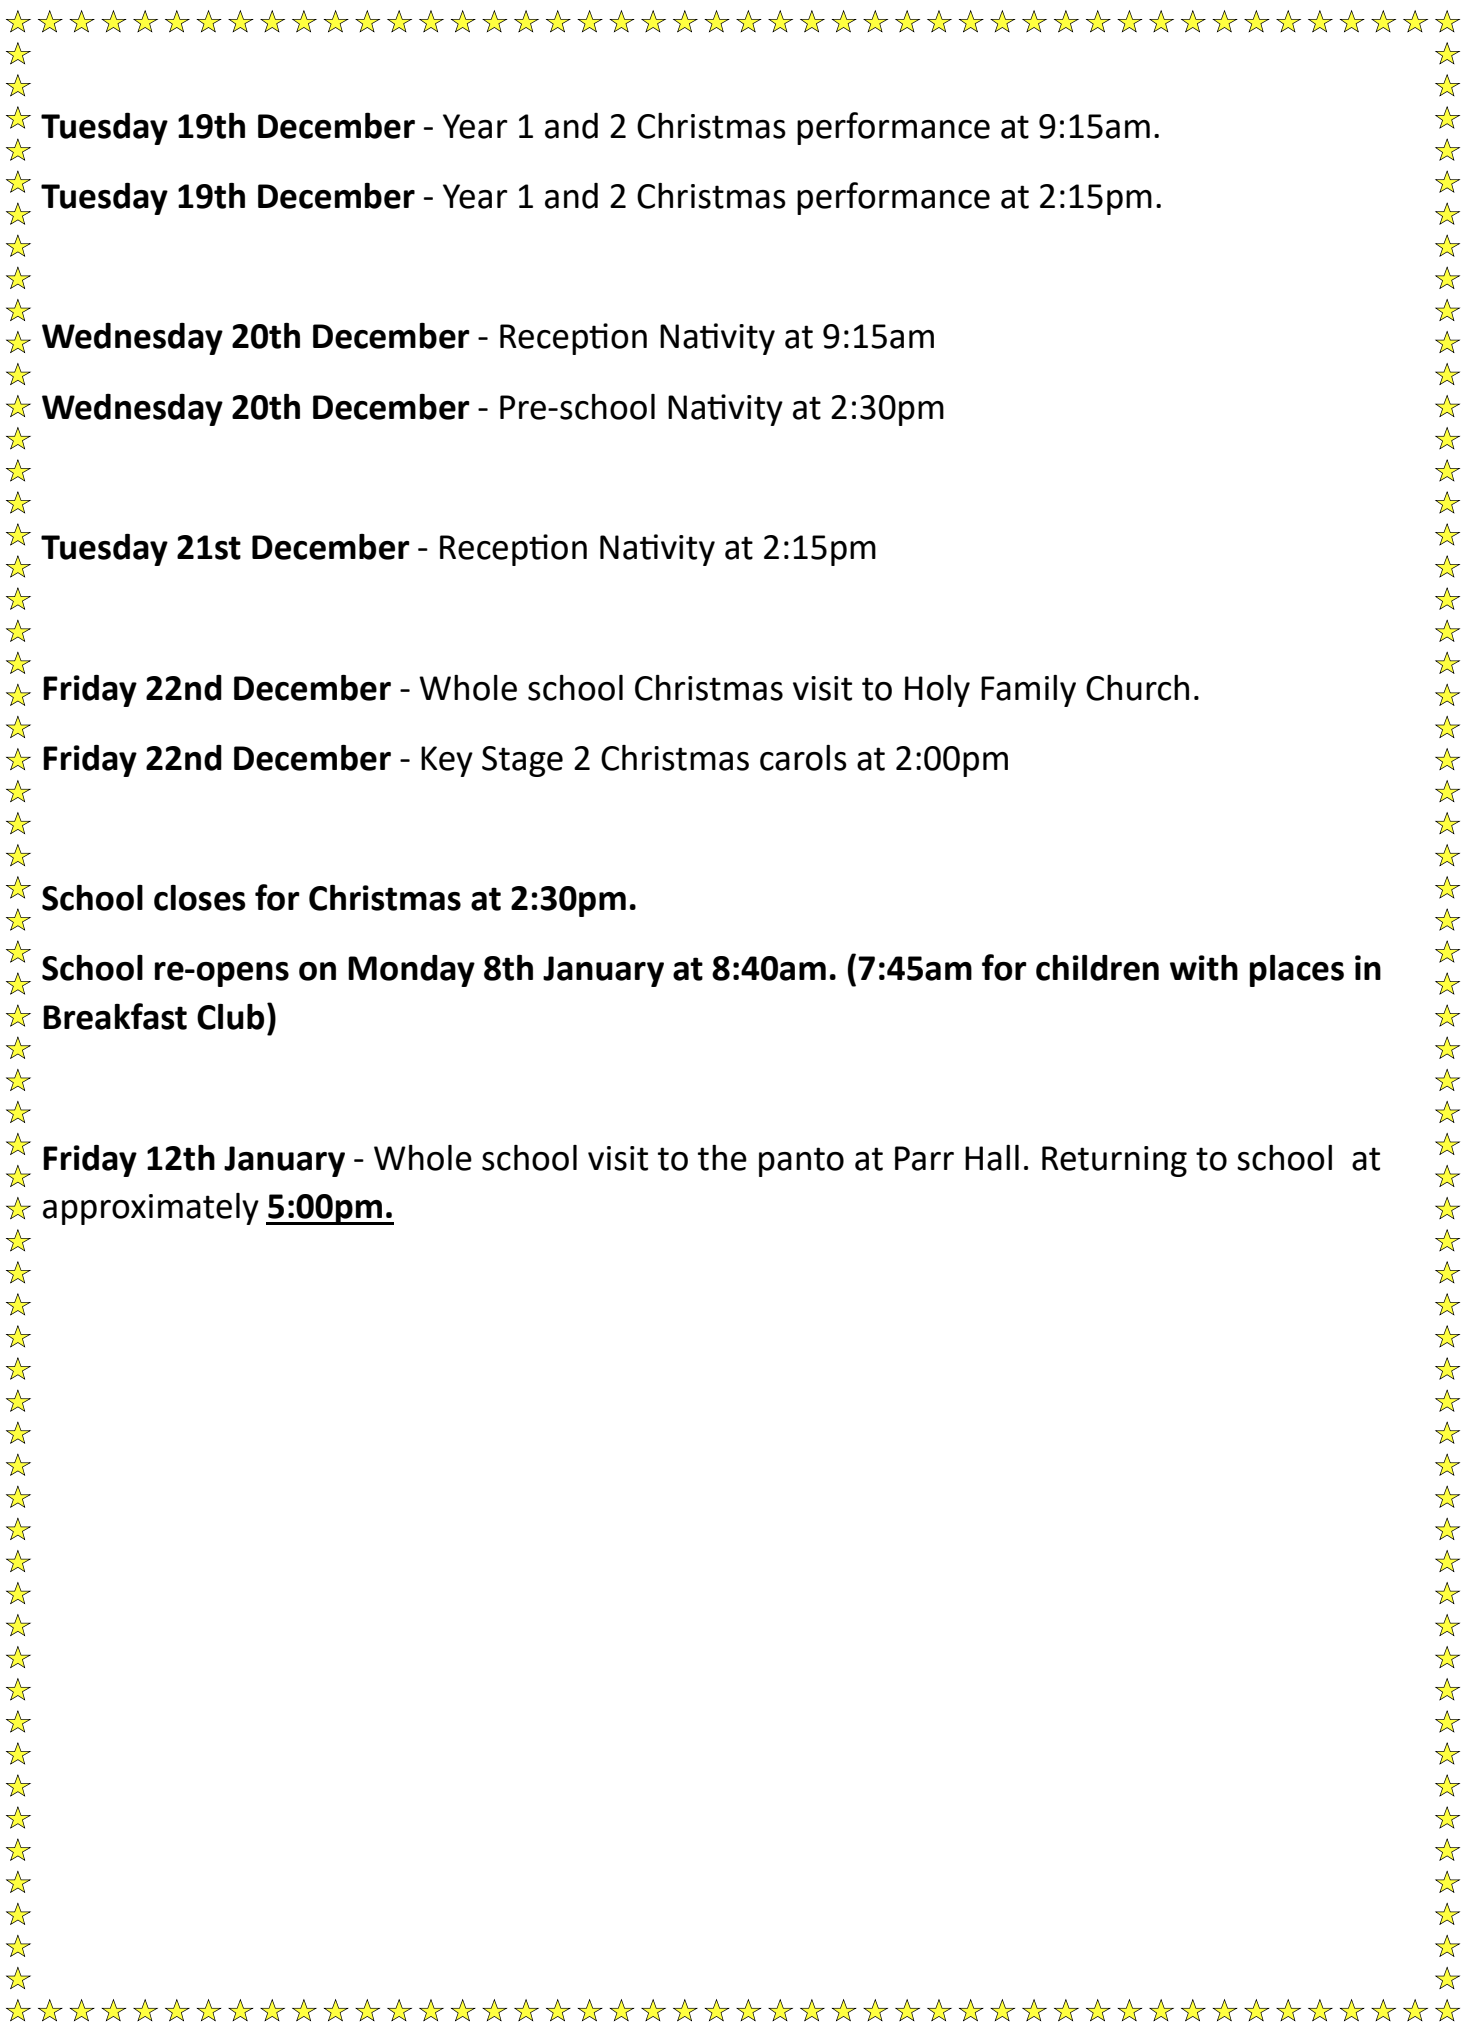 Tuesday 19th December - Year 1 and 2 Christmas performance at 9:15am.
Tuesday 19th December - Year 1 and 2 Christmas performance at 2:15pm.
Wednesday 20th December - Reception Nativity at 9:15am
Wednesday 20th December - Pre-school Nativity at 2:30pm
Tuesday 21st December - Reception Nativity at 2:15pm
Friday 22nd December - Whole school Christmas visit to Holy Family Church.
Friday 22nd December - Key Stage 2 Christmas carols at 2:00pm
School closes for Christmas at 2:30pm.
School re-opens on Monday 8th January at 8:40am. (7:45am for children with places in
Breakfast Club)
Friday 12th January - Whole school visit to the panto at Parr Hall. Returning to school  at
approximately 5:00pm.